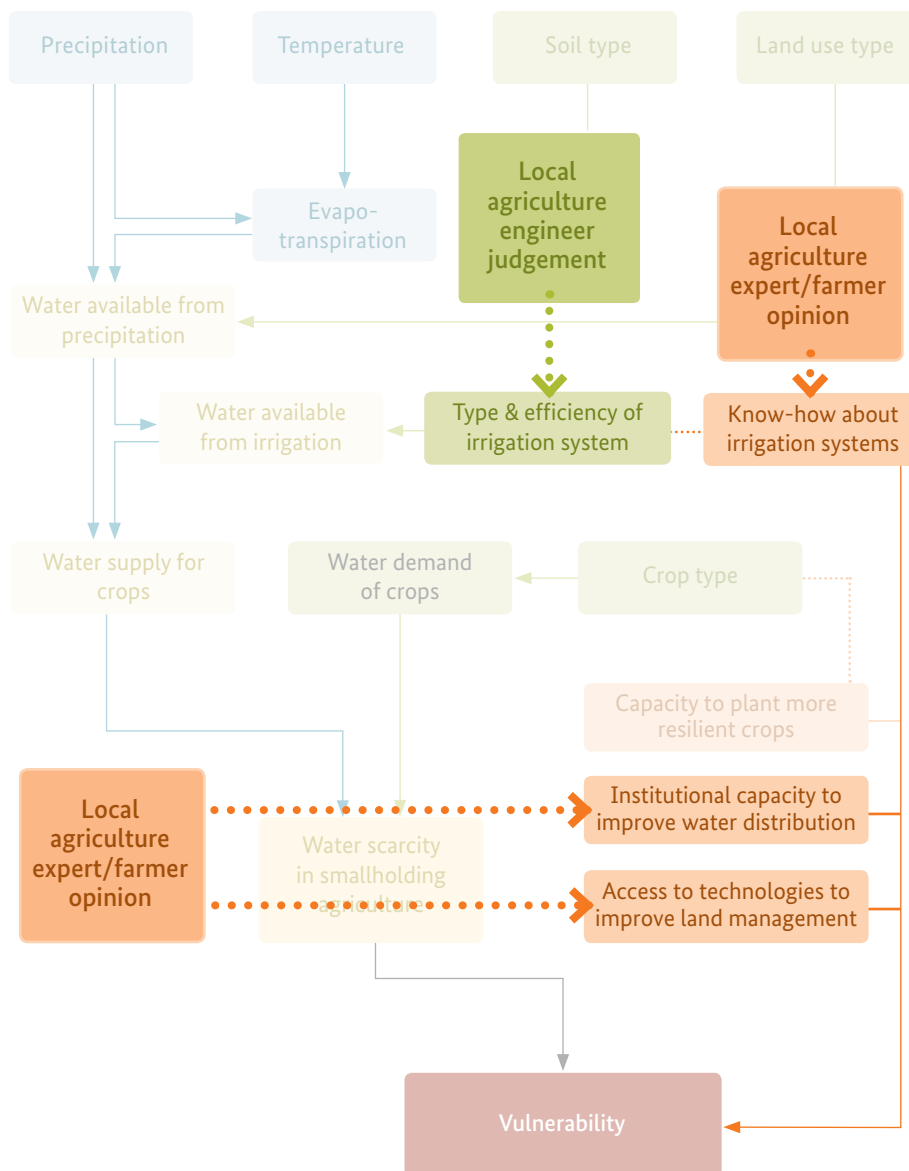 Precipitation
Temperature
Soil type
Land use type
Local
agriculture
engineer
judgement
Evapo-
transpiration
Local
agriculture
expert/farmer
opinion
Water available from
precipitation
Water available
from irrigation
Type & efficiency of
irrigation system
Know-how about
irrigation systems
Water supply for
crops
Water demand
of crops
Crop type
Capacity to plant more
resilient crops
Local
agriculture
expert/farmer
opinion
Institutional capacity to
improve water distribution
Water scarcity
in smallholding
agriculture
Access to technologies to
improve land management
Vulnerability